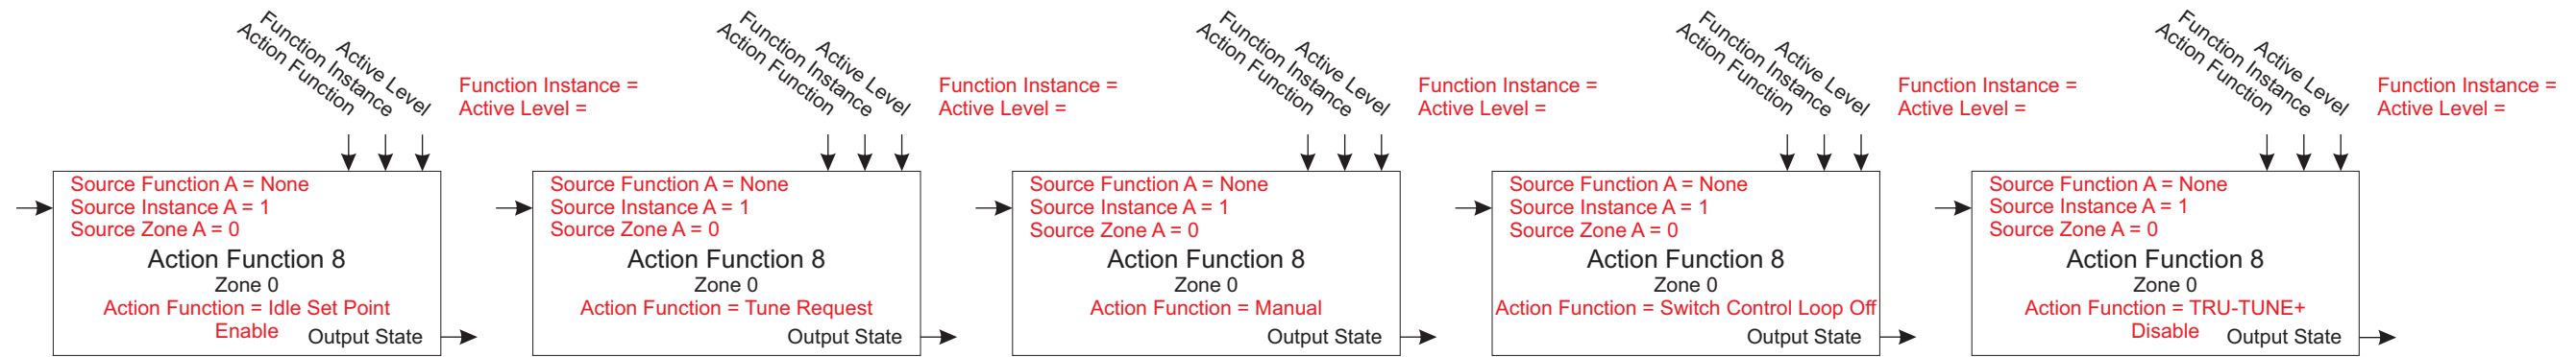 Function Instance
Active Level
Action Function
Function Instance =
Active Level =
Source Function A = None
Source Instance A = 1
Source Zone A = 0
Action Function 8
Zone 0
Action Function = Idle Set Point
Enable
Output State
Function Instance
Active Level
Action Function
Function Instance =
Active Level =
Source Function A = None
Source Instance A = 1
Source Zone A = 0
Action Function 8
Zone 0
Action Function = Tune Request
Output State
Function Instance
Active Level
Action Function
Function Instance =
Active Level =
Source Function A = None
Source Instance A = 1
Source Zone A = 0
Action Function 8
Zone 0
Action Function = Manual
Output State
Function Instance
Active Level
Action Function
Function Instance =
Active Level =
Source Function A = None
Source Instance A = 1
Source Zone A = 0
Action Function 8
Zone 0
Action Function = Switch Control Loop Off
Output State
Function Instance
Active Level
Action Function
Function Instance =
Active Level =
Source Function A = None
Source Instance A = 1
Source Zone A = 0
Action Function 8
Zone 0
Action Function = TRU-TUNE+
Disable
Output State